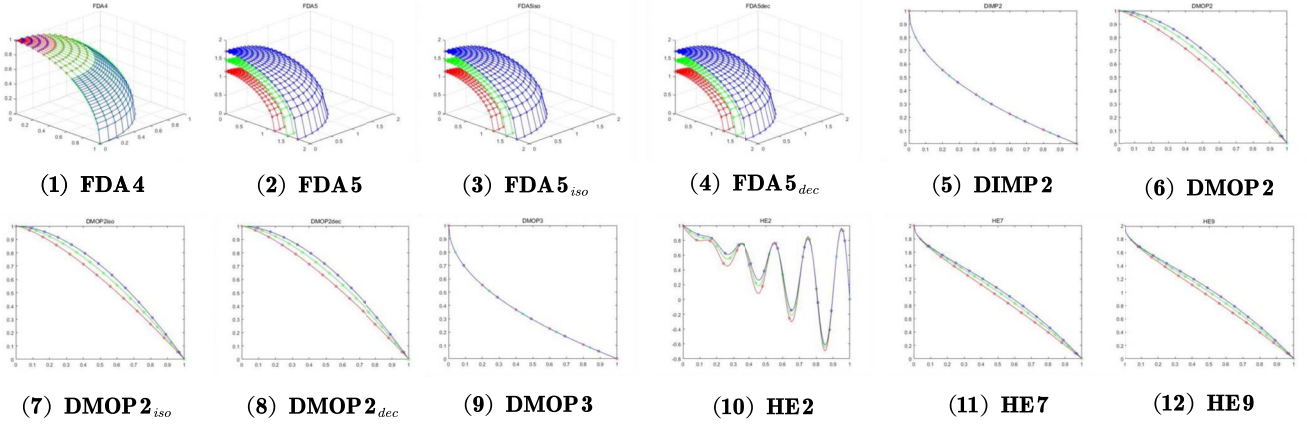 FDA4
FDA5
FDA5iso
FDA5dec
DIMP2
DMOP2
(1) FDA4
(2) FDA5
(3) FDA5iso
(4) FDA5dec
(5) DIMP2
(6) DMOP2
DMOP2iso
DMOP2dec
DMOP3
HE2
HE7
HE9
(7) DMOP2iso
(8) DMOP2dec
(9) DMOP3
(10) HE2
(11) HE7
(12) HE9